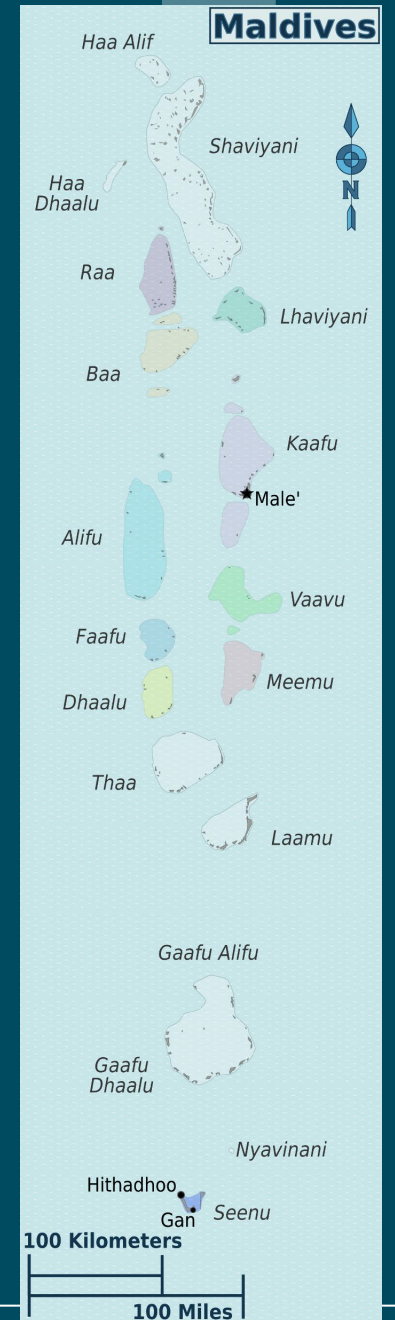 Maldives
Haa Alif
Shaviyani
Haa
Dhaalu
N
Raa
Lhaviyani
Baa
Kaafu
Male'
Alifu
Vaavu
Faafu
Meemu
Dhaalu
Thaa
Laamu
Gaafu Alifu
Gaafu
Dhaalu
Nyavinani
Hithadhoo
Seenu
Gan
100 Kilometers
100 Miles